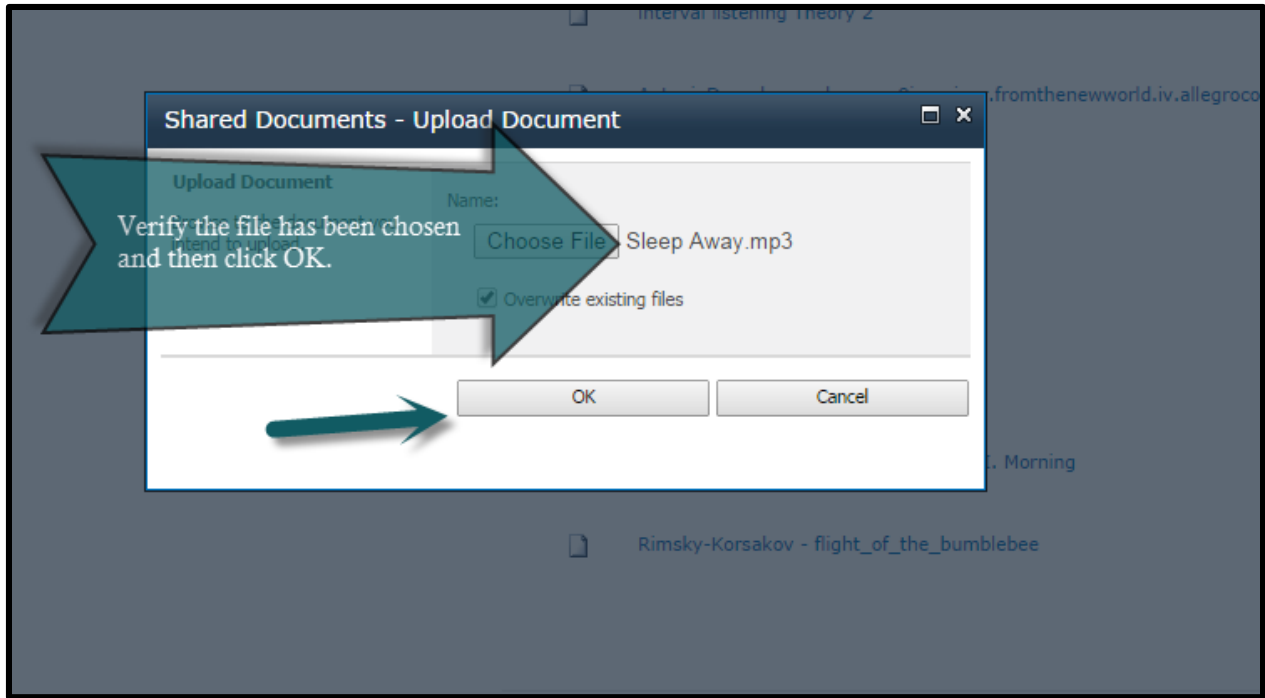 Interval listening Theory 2
.fromthenewworld.iv.allegroco
Shared Documents - Upload Document
Upload Document
Name:
Verify the file has been chosen
and then click OK.
intend to upload.
Choose File Sleep Away.mp3
Overwrite existing files
OK Cancel
I. Morning
Rimsky-Korsakov - flight_of_the_bumblebee